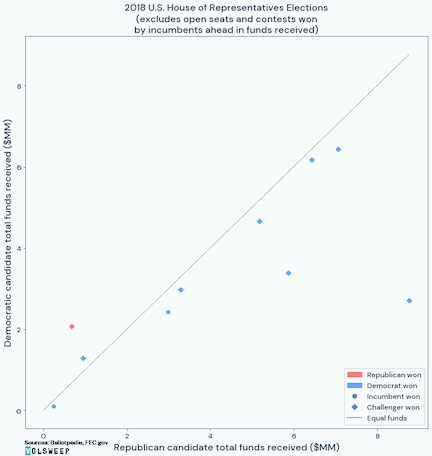 2018 U.S. House of Representatives Elections
(excludes open seats and contests won
by incumbents ahead in funds received)
Democratic candidate total funds received ($MM)
8
6
4
2
0
0 2 4 6 8
Republican candidate total funds received ($MM)
Republican won
Democrat won
Incumbent won
Challenger won
Equal funds
Sources: Ballotpedia, FEC.gov
VOLSWEEP